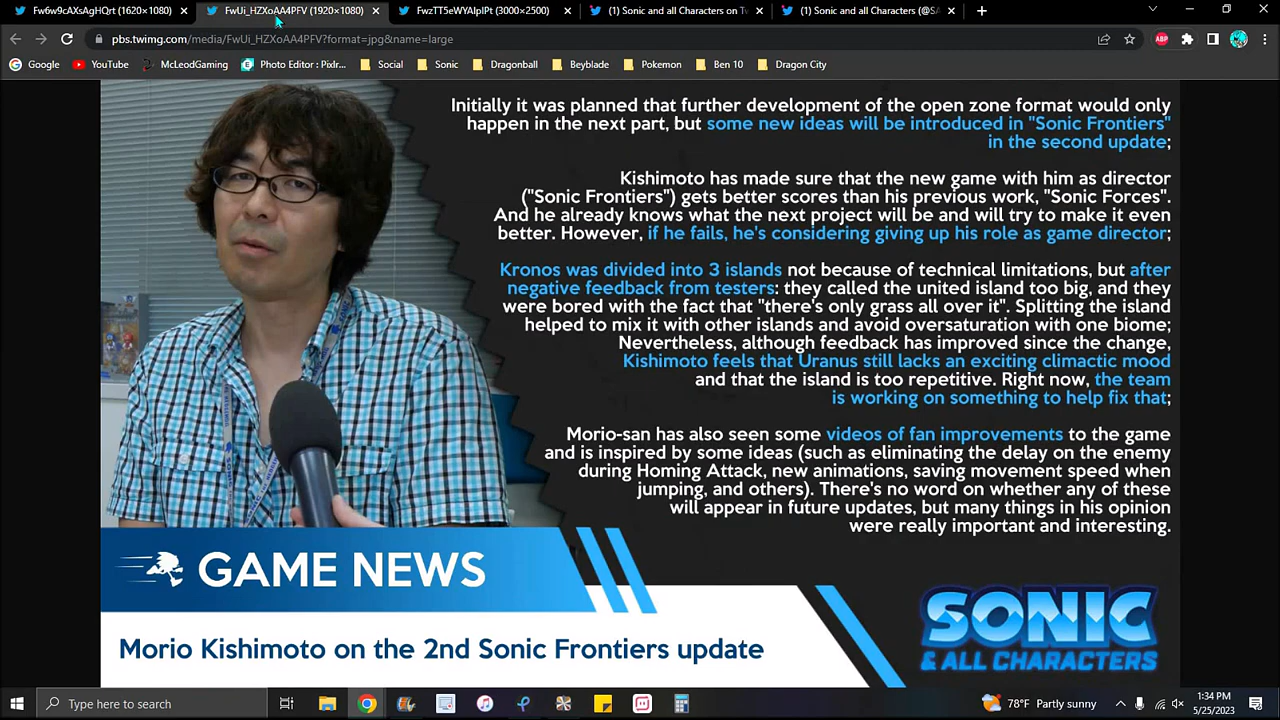 Fw6w9cAXsAgHQrt (1620×1080)
FwUi_HZXoAA4PFV (1920×1080)
FwzTT5eWYAIpIPt (3000×2500)
(1) Sonic and all Characters on Tw
(1) Sonic and all Characters (@SA
pbs.twimg.com/media/FwUi_HZXoAA4PFV?format=jpg&name=large
ABP
Google
YouTube
McLeodGaming
Photo Editor : Pixlr...
Social
Sonic
Dragonball
Beyblade
Pokemon
Ben 10
Dragon City
Initially it was planned that further development of the open zone format would only
happen in the next part, but some new ideas will be introduced in "Sonic Frontiers"
in the second update;
Kishimoto has made sure that the new game with him as director
("Sonic Frontiers") gets better scores than his previous work, "Sonic Forces".
And he already knows what the next project will be and will try to make it even
better. However, if he fails, he's considering giving up his role as game director;
Kronos was divided into 3 islands not because of technical limitations, but after
negative feedback from testers: they called the united island too big, and they
were bored with the fact that "there's only grass all over it". Splitting the island
helped to mix it with other islands and avoid oversaturation with one biome;
Nevertheless, although feedback has improved since the change,
Kishimoto feels that Uranus still lacks an exciting climactic mood
and that the island is too repetitive. Right now, the team
is working on something to help fix that;
Morio-san has also seen some videos of fan improvements to the game
and is inspired by some ideas (such as eliminating the delay on the enemy
during Homing Attack, new animations, saving movement speed when
jumping, and others). There's no word on whether any of these
will appear in future updates, but many things in his opinion
were really important and interesting.
GAME NEWS
Morio Kishimoto on the 2nd Sonic Frontiers update
SONIC
& ALL CHARACTERS
Type here to search
78°F Partly sunny
1:34 PM
5/25/2023